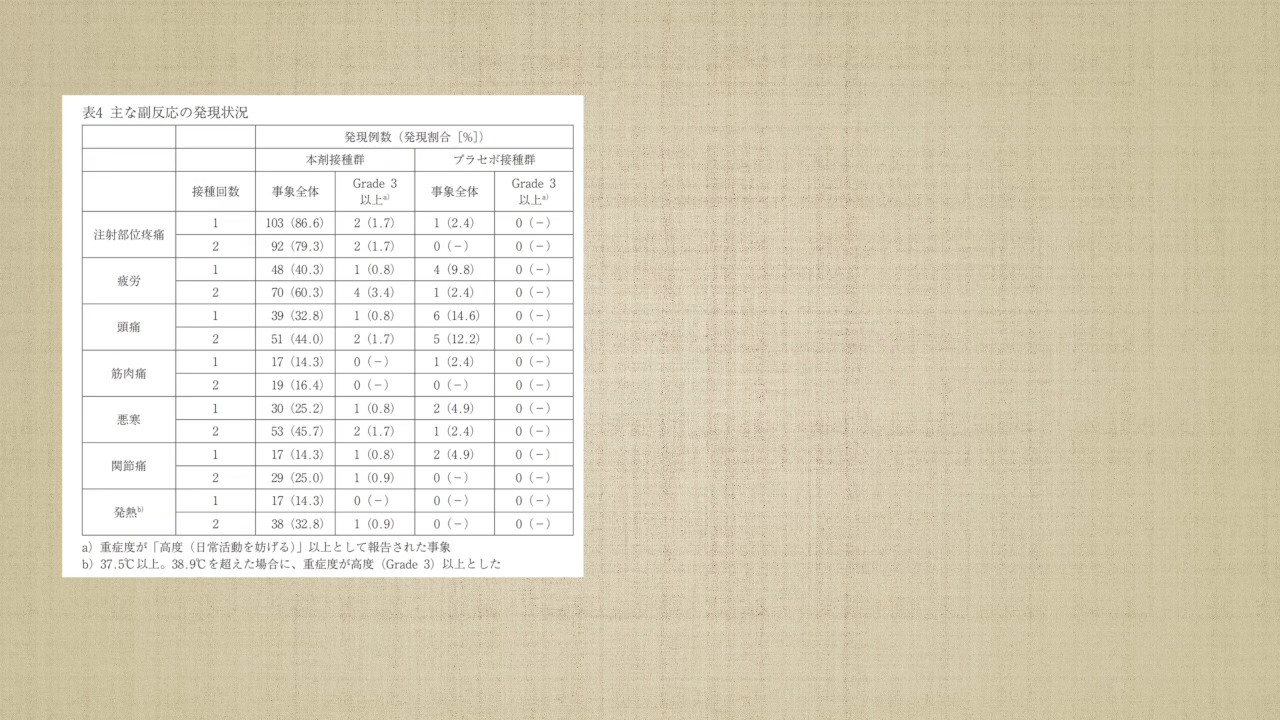 表4 主な副反応の発現状況
発現例数（発現割合［%］）
本剤接種群 プラセボ接種群
接種回数 事象全体 Grade 3 以上a) 事象全体 Grade 3 以上a)
注射部位疼痛 1 103（86.6） 2（1.7） 1（2.4） 0（−）
2 92（79.3） 2（1.7） 0（−） 0（−）
疲労 1 48（40.3） 1（0.8） 4（9.8） 0（−）
2 70（60.3） 4（3.4） 1（2.4） 0（−）
頭痛 1 39（32.8） 1（0.8） 6（14.6） 0（−）
2 51（44.0） 2（1.7） 5（12.2） 0（−）
筋肉痛 1 17（14.3） 0（−） 1（2.4） 0（−）
2 19（16.4） 0（−） 0（−） 0（−）
悪寒 1 30（25.2） 1（0.8） 2（4.9） 0（−）
2 53（45.7） 2（1.7） 1（2.4） 0（−）
関節痛 1 17（14.3） 1（0.8） 2（4.9） 0（−）
2 29（25.0） 1（0.9） 0（−） 0（−）
発熱b) 1 17（14.3） 0（−） 0（−） 0（−）
2 38（32.8） 1（0.9） 0（−） 0（−）
a）重症度が「高度（日常活動を妨げる）」以上として報告された事象
b）37.5℃以上。38.9℃を超えた場合に、重症度が高度（Grade 3）以上とした